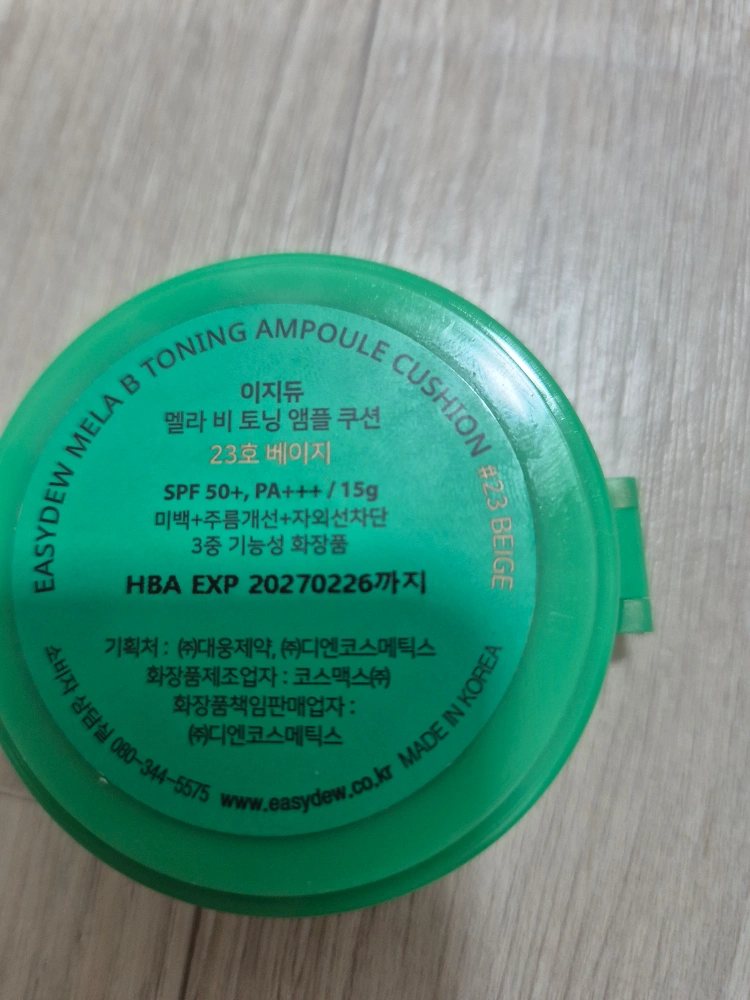 EASYDEW MELA B TONING AMPOULE CUSHION #23 BEIGE
이지듀
멜라 비 토닝 앰플 쿠션
23호 베이지
SPF 50+, PA+++ / 15g
미백+주름개선+자외선차단
3중 기능성 화장품
HBA EXP 20270226까지
기획처 : ㈜대웅제약, ㈜디엔코스메틱스
화장품제조업자 : 코스맥스㈜
화장품책임판매업자 :
㈜디엔코스메틱스
소비자 상담실 080-344-5575 www.easydew.co.kr MADE IN KOREA